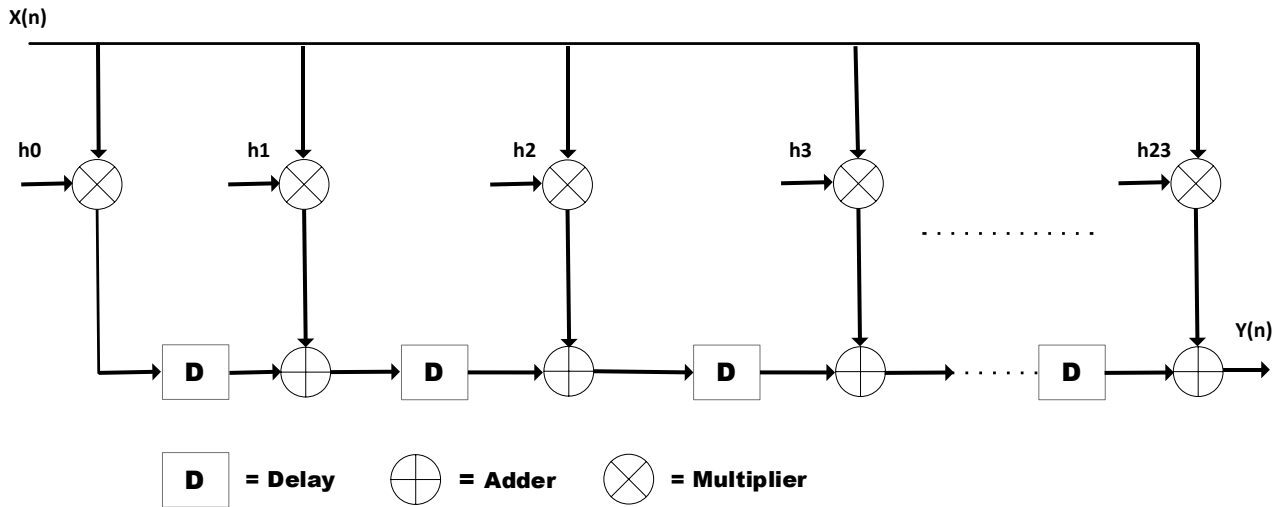 X(n)
h0 h1 h2 h3 h23
Y(n)
D D D D
D = Delay = Adder = Multiplier